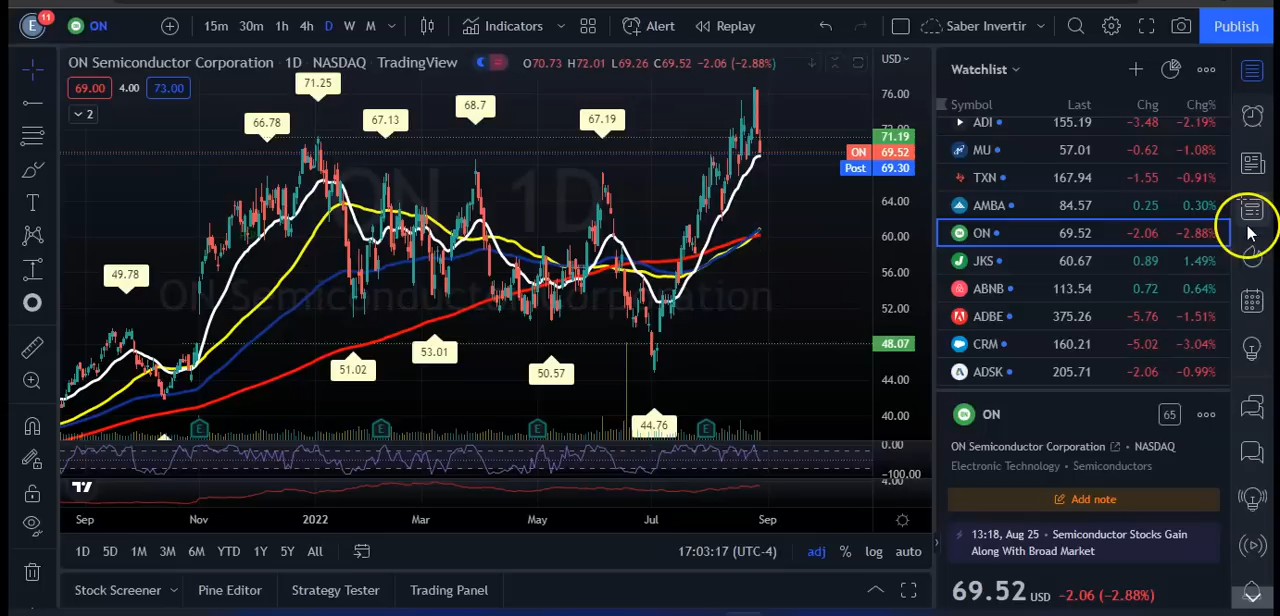 E 11 ON 15m 30m 1h 4h D W M Indicators Alert Replay Saber Invertir Publish
ON Semiconductor Corporation · 1D · NASDAQ · TradingView O70.73 H72.01 L69.26 C69.52 −2.06 (−2.88%) USD
69.00 4.00 73.00
2
71.25
66.78
67.13
68.7
67.19
49.78
51.02
53.01
50.57
44.76
ON 1D
ON Semiconductor Corporation
76.00
71.19
ON 69.52
Post 69.30
64.00
60.00
56.00
52.00
48.07
44.00
40.00
0.00
−100.00
4.00
E E E E
Sep Nov 2022 Mar May Jul Sep
1D 5D 1M 3M 6M YTD 1Y 5Y All 17:03:17 (UTC-4) adj % log auto
Stock Screener Pine Editor Strategy Tester Trading Panel
Watchlist
Symbol Last Chg Chg%
ADI 155.19 −3.48 −2.19%
MU 57.01 −0.62 −1.08%
TXN 167.94 −1.55 −0.91%
AMBA 84.57 0.25 0.30%
ON 69.52 −2.06 −2.88%
JKS 60.67 0.89 1.49%
ABNB 113.54 0.72 0.64%
ADBE 375.26 −5.76 −1.51%
CRM 160.21 −5.02 −3.04%
ADSK 205.71 −2.06 −0.99%
ON 65
ON Semiconductor Corporation • NASDAQ
Electronic Technology • Semiconductors
Add note
13:18, Aug 25 • Semiconductor Stocks Gain
Along With Broad Market
69.52 USD −2.06 (−2.88%)